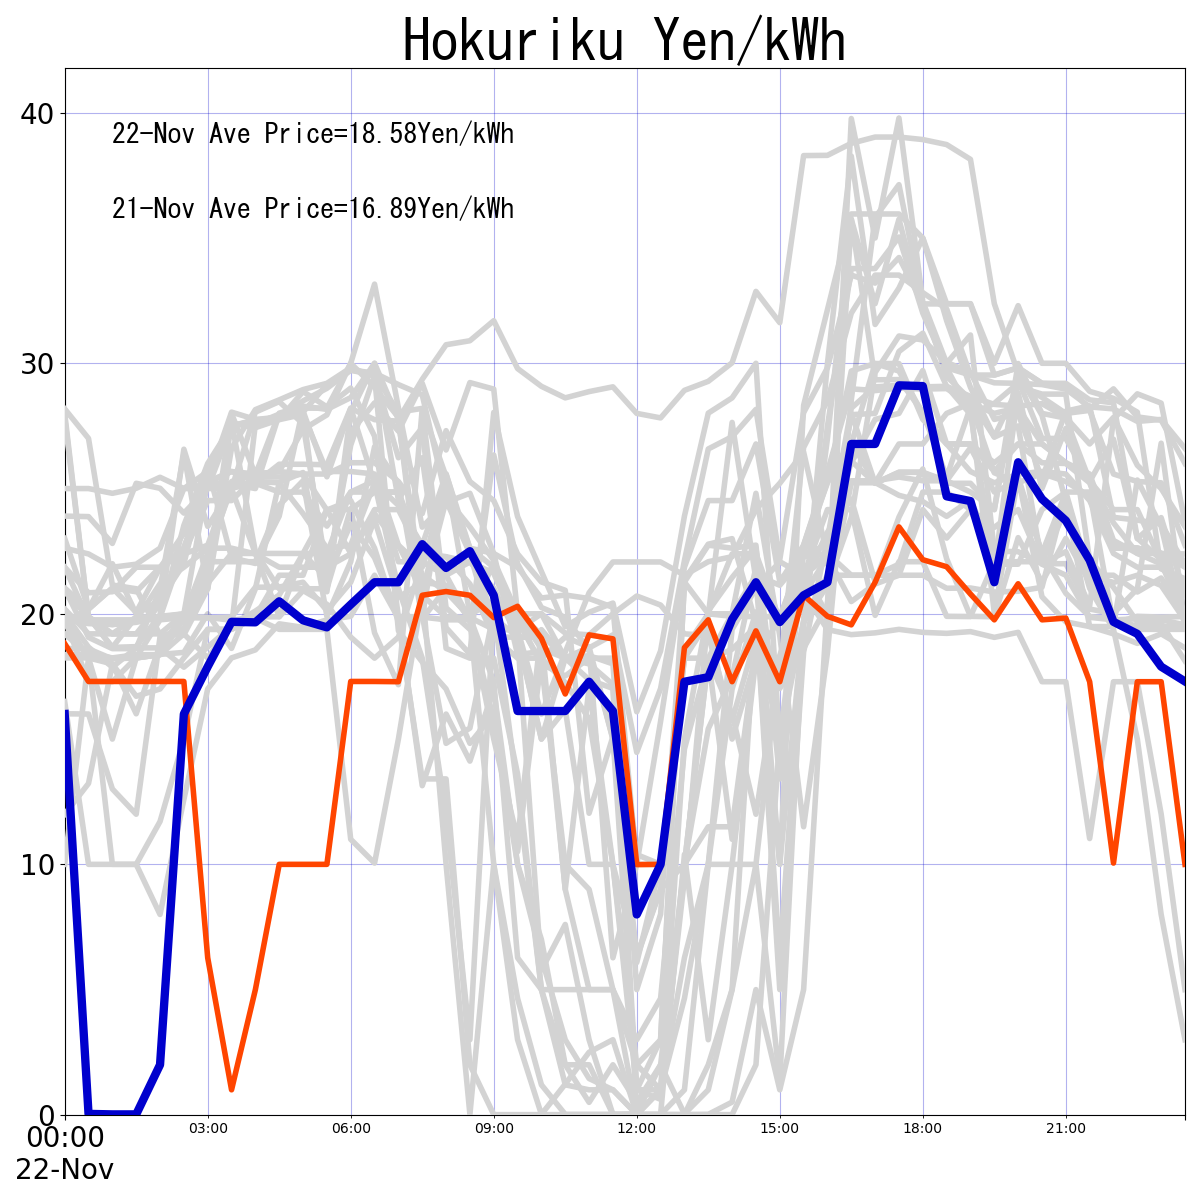 Hokuriku Yen/kWh
40
22-Nov Ave Price=18.58Yen/kWh
21-Nov Ave Price=16.89Yen/kWh
30
20
10
0
00:00 03:00 06:00 09:00 12:00 15:00 18:00 21:00
22-Nov